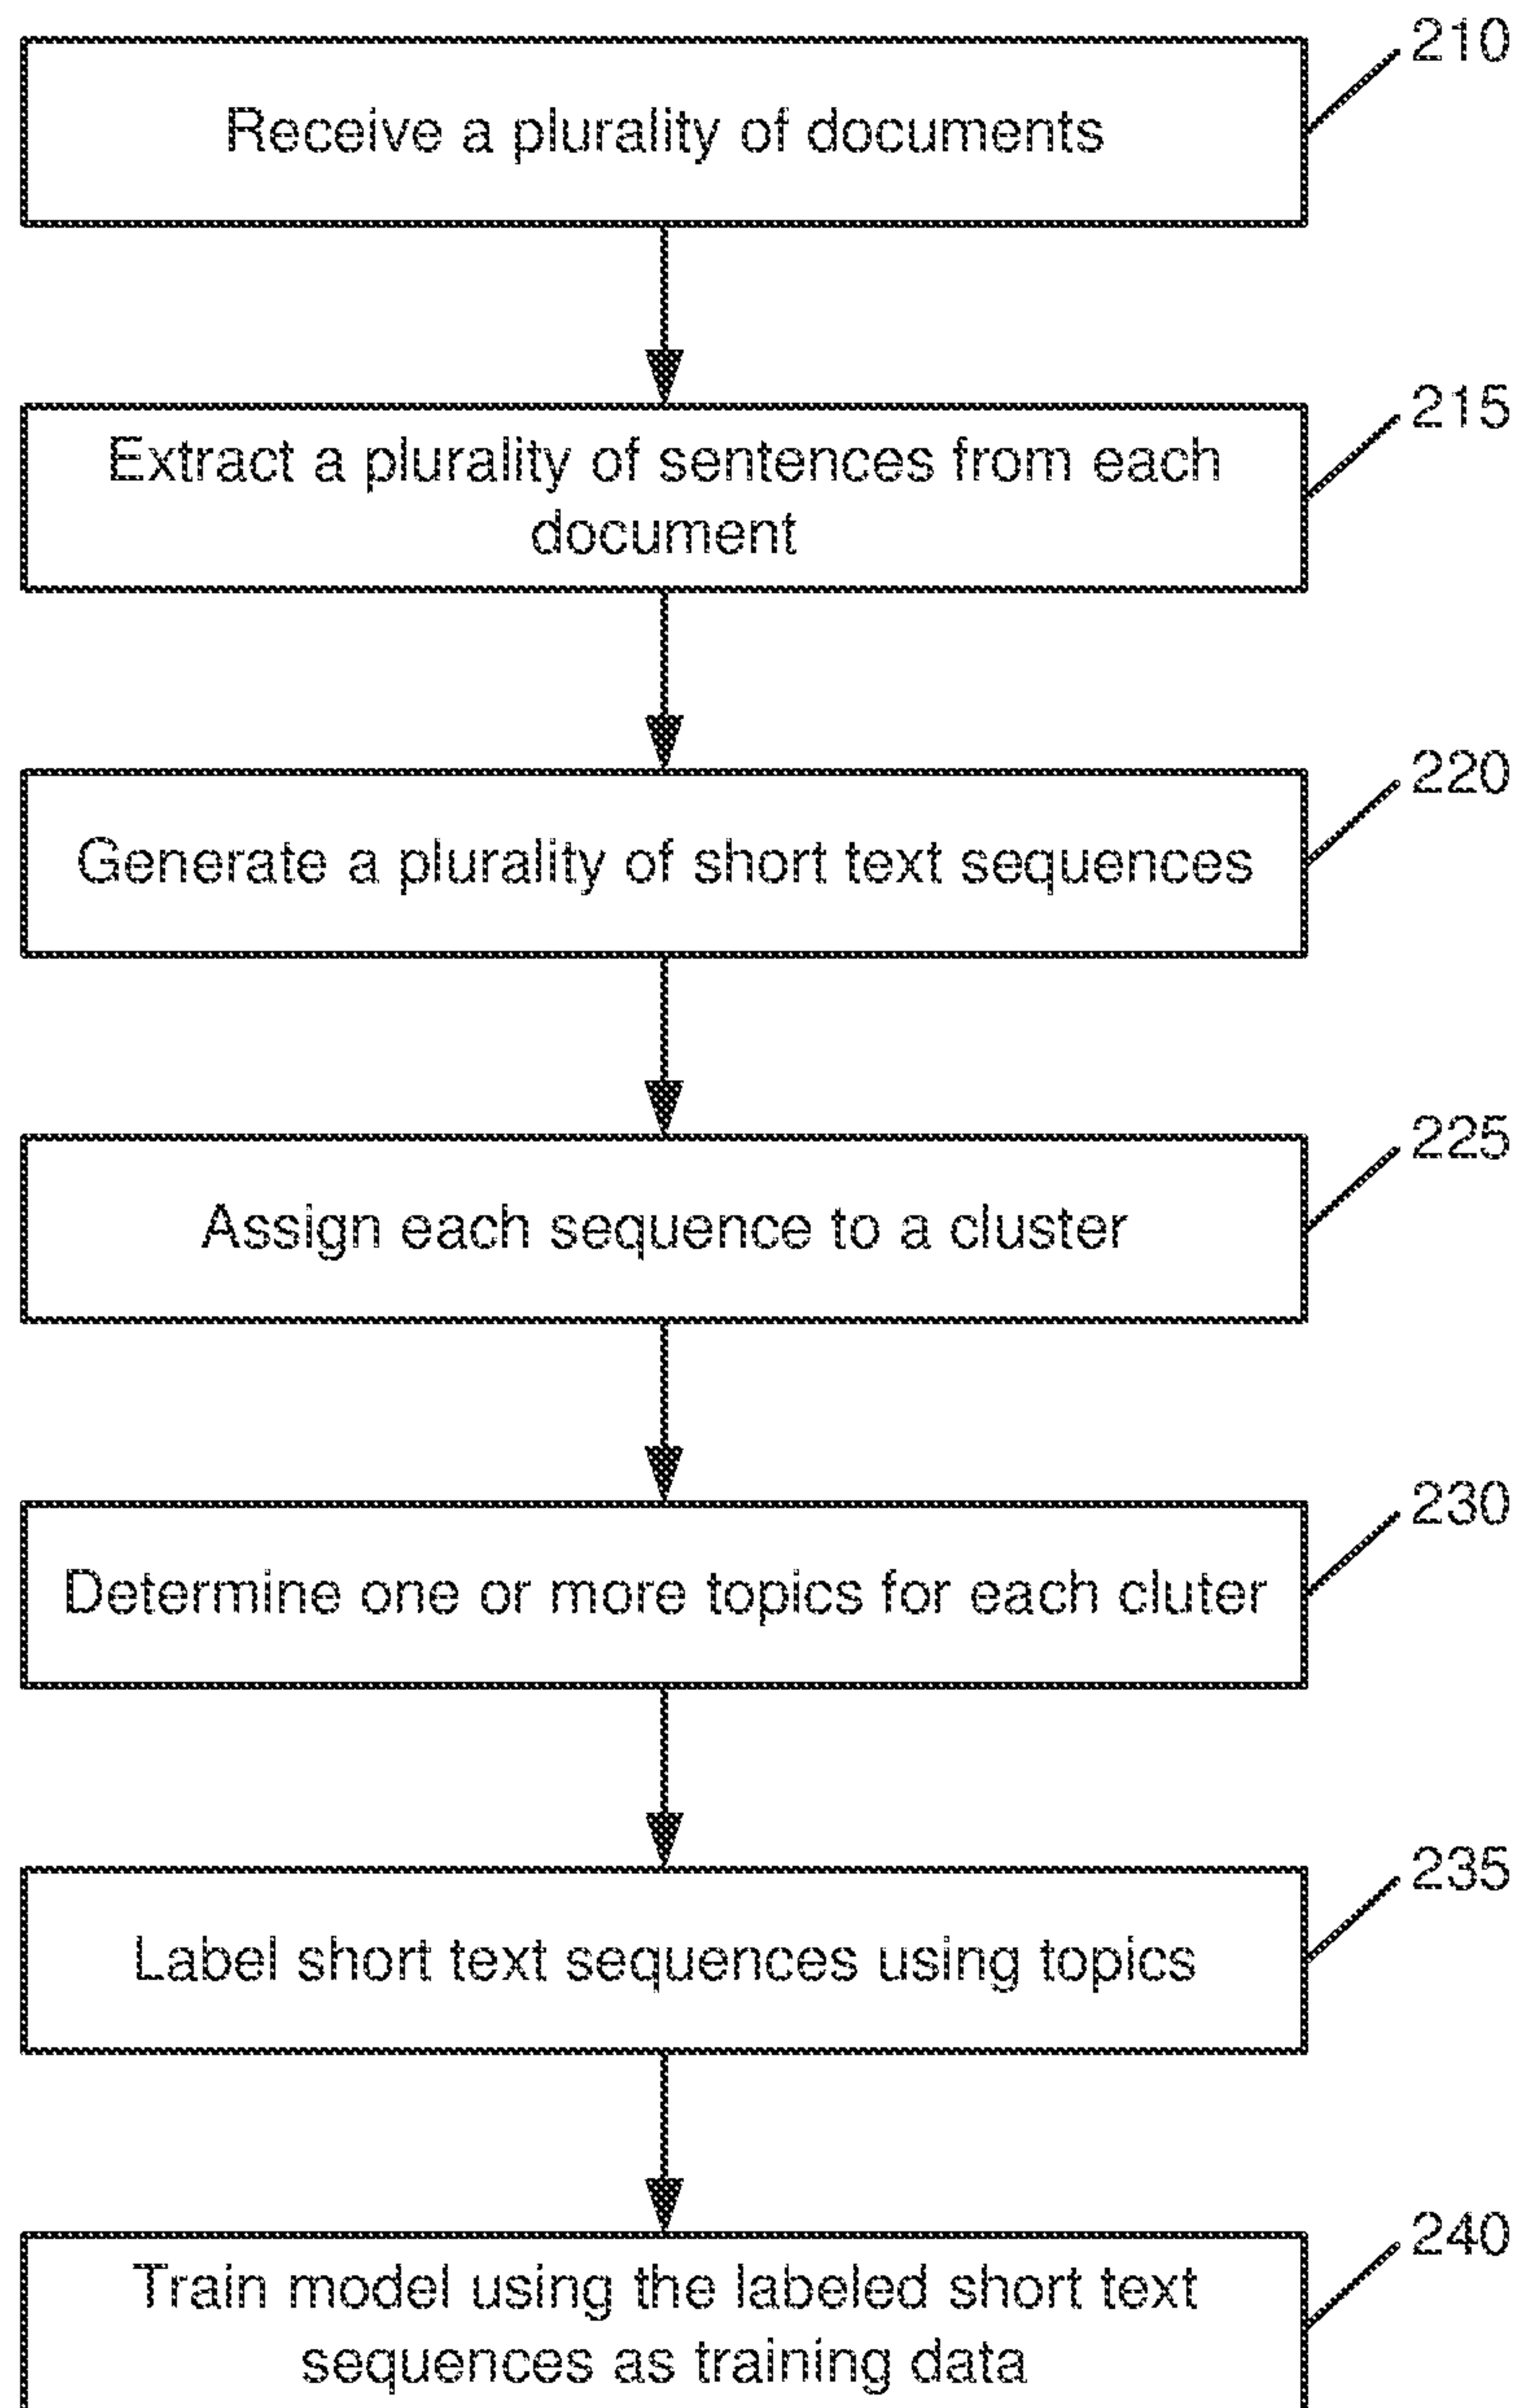 210
Receive a plurality of documents
215
Extract a plurality of sentences from each
document
220
Generate a plurality of short text sequences
225
Assign each sequence to a cluster
230
Determine one or more topics for each cluter
235
Label short text sequences using topics
240
Train model using the labeled short text
sequences as training data